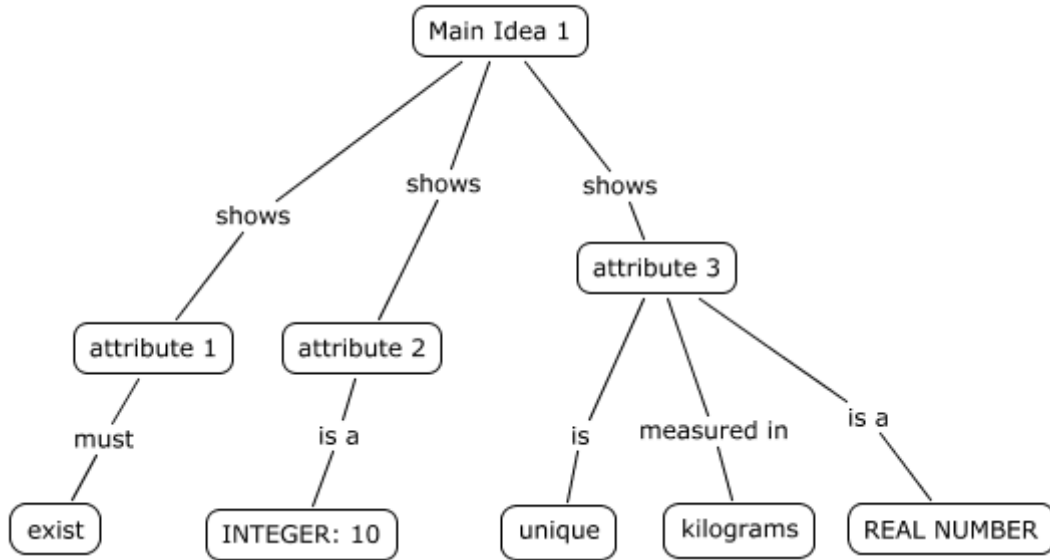 Main Idea 1
shows
shows
shows
attribute 3
attribute 1
attribute 2
must
is a
is
measured in
is a
exist
INTEGER: 10
unique
kilograms
REAL NUMBER